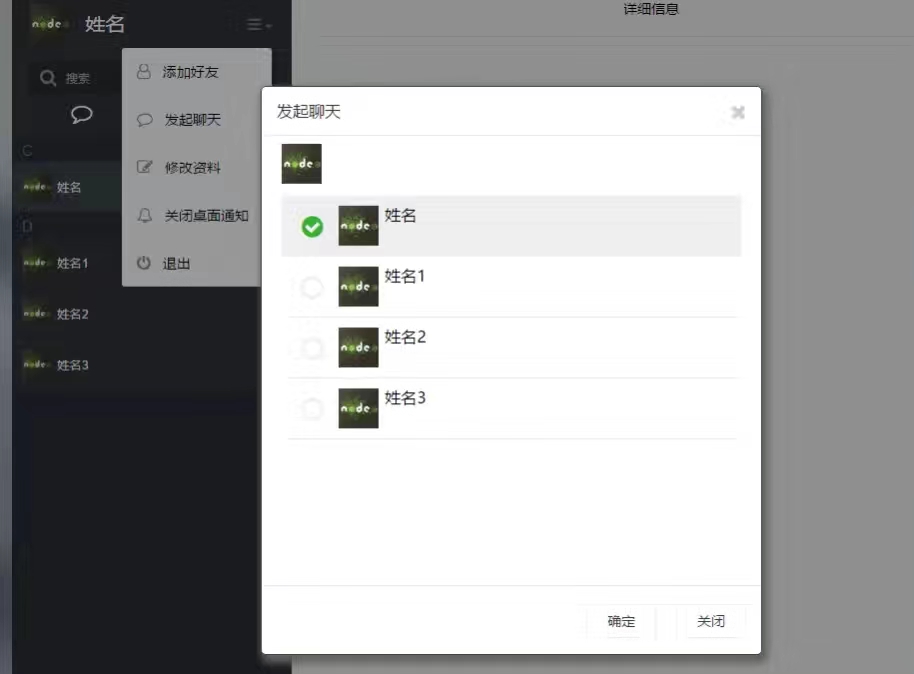 node 姓名
详细信息
搜索
添加好友
发起聊天
修改资料
关闭桌面通知
退出
C
node 姓名
D
node 姓名1
node 姓名2
node 姓名3
发起聊天
node
node 姓名
node 姓名1
node 姓名2
node 姓名3
确定 关闭